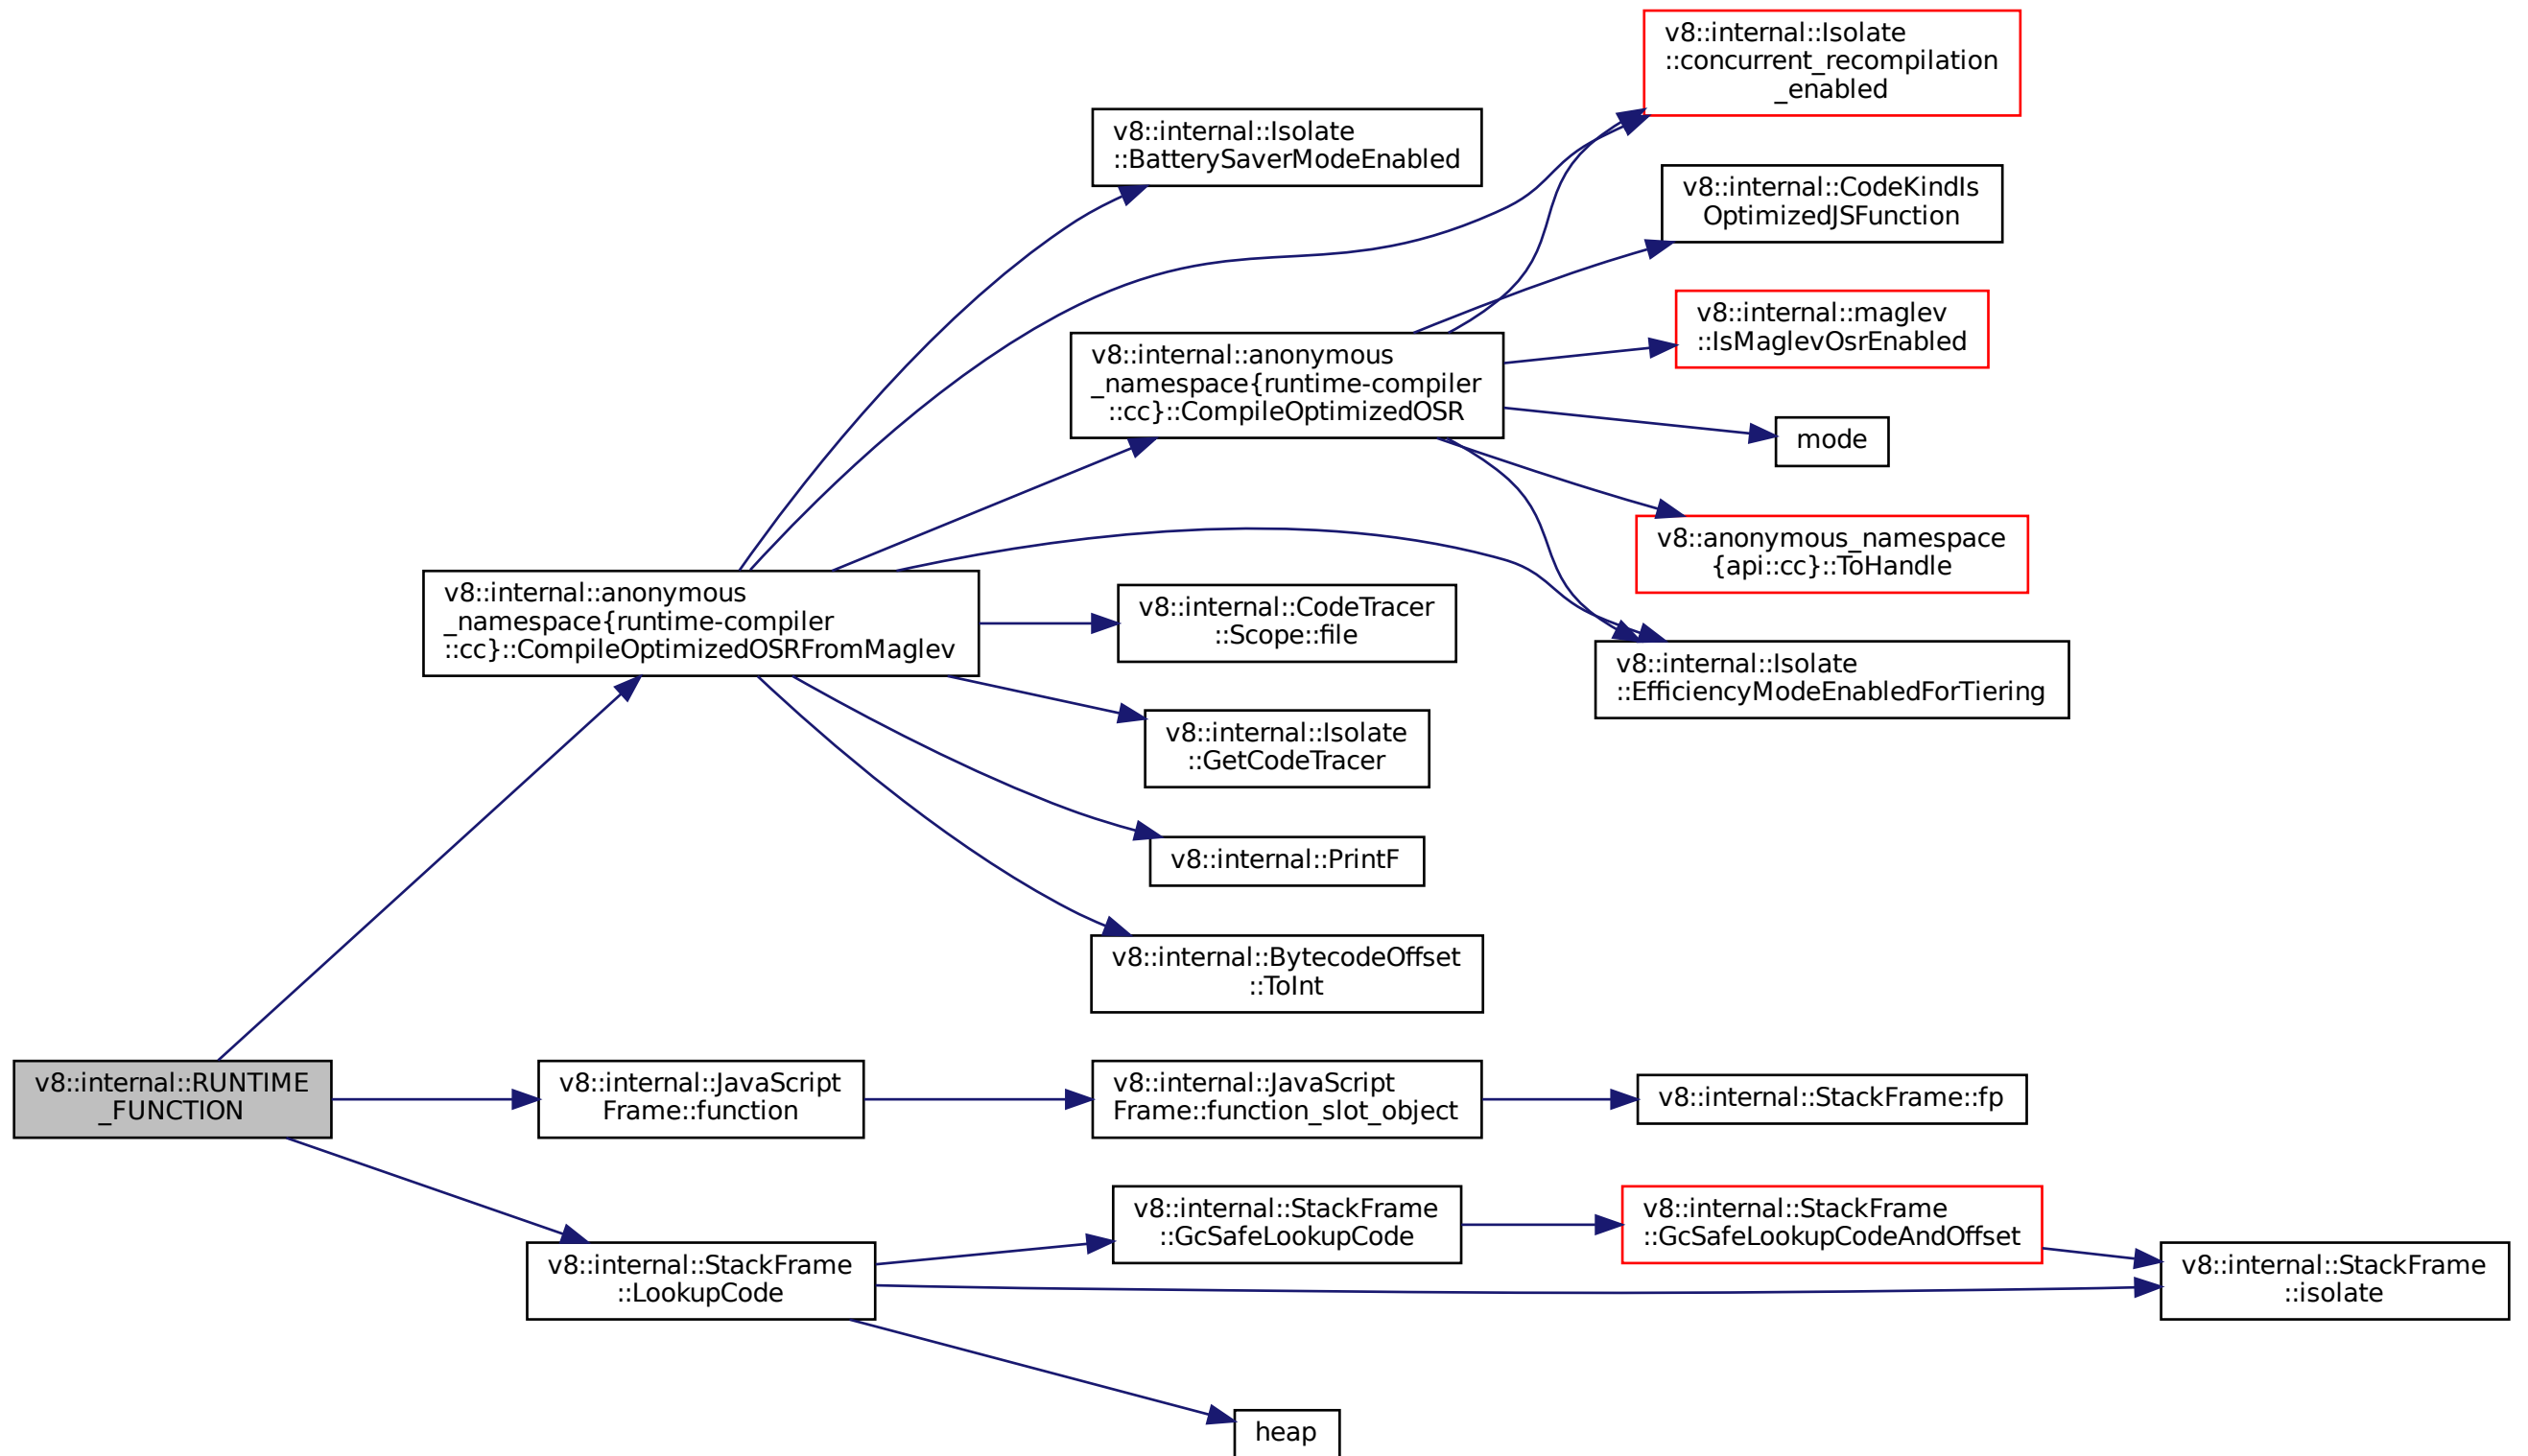 v8::internal::Isolate
::concurrent_recompilation
_enabled
v8::internal::Isolate
::BatterySaverModeEnabled
v8::internal::CodeKindIs
OptimizedJSFunction
v8::internal::maglev
::IsMaglevOsrEnabled
v8::internal::anonymous
_namespace{runtime-compiler
::cc}::CompileOptimizedOSR
mode
v8::anonymous_namespace
{api::cc}::ToHandle
v8::internal::anonymous
_namespace{runtime-compiler
::cc}::CompileOptimizedOSRFromMaglev
v8::internal::CodeTracer
::Scope::file
v8::internal::Isolate
::EfficiencyModeEnabledForTiering
v8::internal::Isolate
::GetCodeTracer
v8::internal::PrintF
v8::internal::BytecodeOffset
::ToInt
v8::internal::RUNTIME
_FUNCTION
v8::internal::JavaScript
Frame::function
v8::internal::JavaScript
Frame::function_slot_object
v8::internal::StackFrame::fp
v8::internal::StackFrame
::LookupCode
v8::internal::StackFrame
::GcSafeLookupCode
v8::internal::StackFrame
::GcSafeLookupCodeAndOffset
v8::internal::StackFrame
::isolate
heap